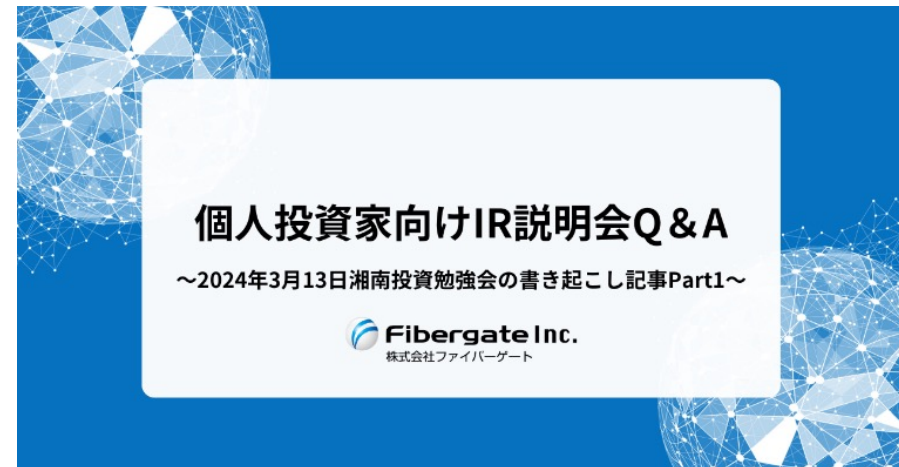 個人投資家向けIR説明会Q＆A
～2024年3月13日湘南投資勉強会の書き起こし記事Part1～
Fibergate Inc.
株式会社ファイバーゲート